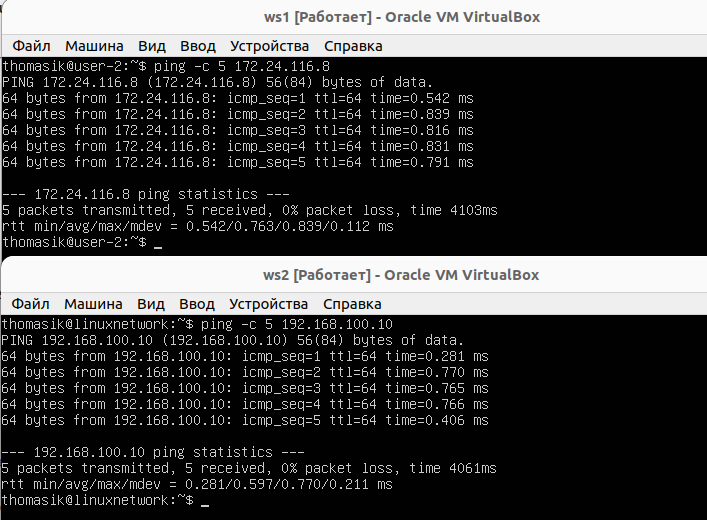 ws1 [Работает] - Oracle VM VirtualBox
Файл Машина Вид Ввод Устройства Справка
thomasik@user-2:~$ ping -c 5 172.24.116.8
PING 172.24.116.8 (172.24.116.8) 56(84) bytes of data.
64 bytes from 172.24.116.8: icmp_seq=1 ttl=64 time=0.542 ms
64 bytes from 172.24.116.8: icmp_seq=2 ttl=64 time=0.839 ms
64 bytes from 172.24.116.8: icmp_seq=3 ttl=64 time=0.816 ms
64 bytes from 172.24.116.8: icmp_seq=4 ttl=64 time=0.831 ms
64 bytes from 172.24.116.8: icmp_seq=5 ttl=64 time=0.791 ms
--- 172.24.116.8 ping statistics ---
5 packets transmitted, 5 received, 0% packet loss, time 4103ms
rtt min/avg/max/mdev = 0.542/0.763/0.839/0.112 ms
thomasik@user-2:~$ _
ws2 [Работает] - Oracle VM VirtualBox
Файл Машина Вид Ввод Устройства Справка
thomasik@linuxnetwork:~$ ping -c 5 192.168.100.10
PING 192.168.100.10 (192.168.100.10) 56(84) bytes of data.
64 bytes from 192.168.100.10: icmp_seq=1 ttl=64 time=0.281 ms
64 bytes from 192.168.100.10: icmp_seq=2 ttl=64 time=0.770 ms
64 bytes from 192.168.100.10: icmp_seq=3 ttl=64 time=0.765 ms
64 bytes from 192.168.100.10: icmp_seq=4 ttl=64 time=0.766 ms
64 bytes from 192.168.100.10: icmp_seq=5 ttl=64 time=0.406 ms
--- 192.168.100.10 ping statistics ---
5 packets transmitted, 5 received, 0% packet loss, time 4061ms
rtt min/avg/max/mdev = 0.281/0.597/0.770/0.211 ms
thomasik@linuxnetwork:~$ _